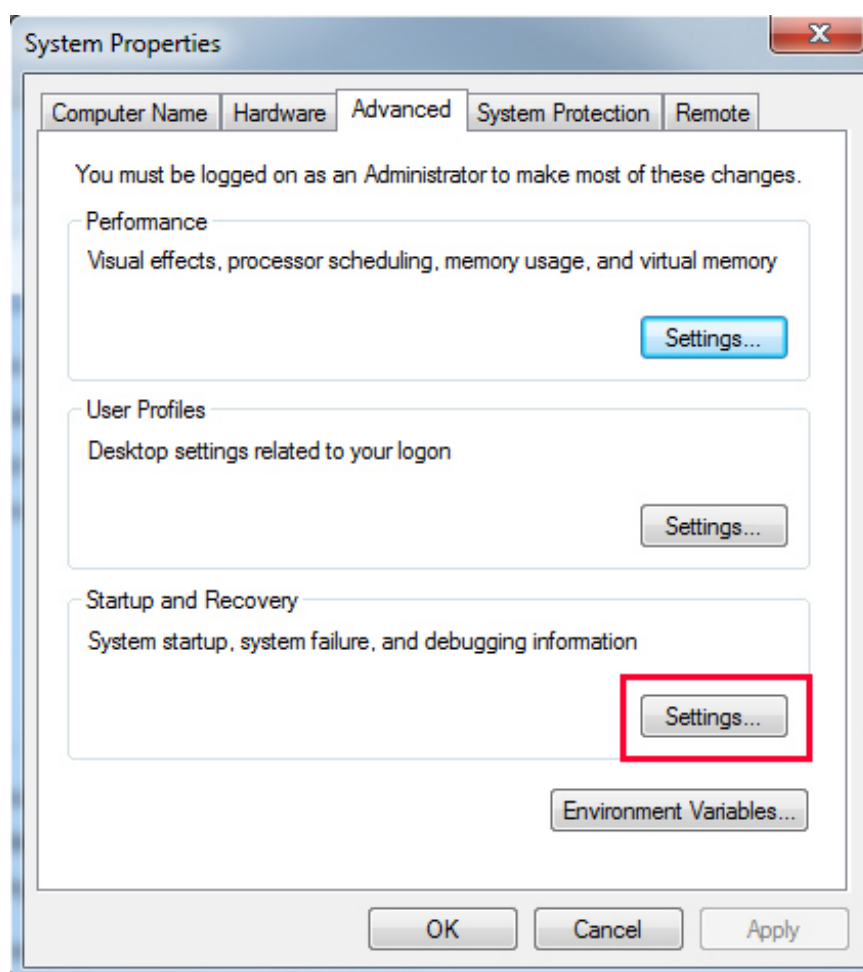 System Properties
Computer Name Hardware Advanced System Protection Remote
You must be logged on as an Administrator to make most of these changes.
Performance
Visual effects, processor scheduling, memory usage, and virtual memory
Settings...
User Profiles
Desktop settings related to your logon
Settings...
Startup and Recovery
System startup, system failure, and debugging information
Settings...
Environment Variables...
OK Cancel Apply